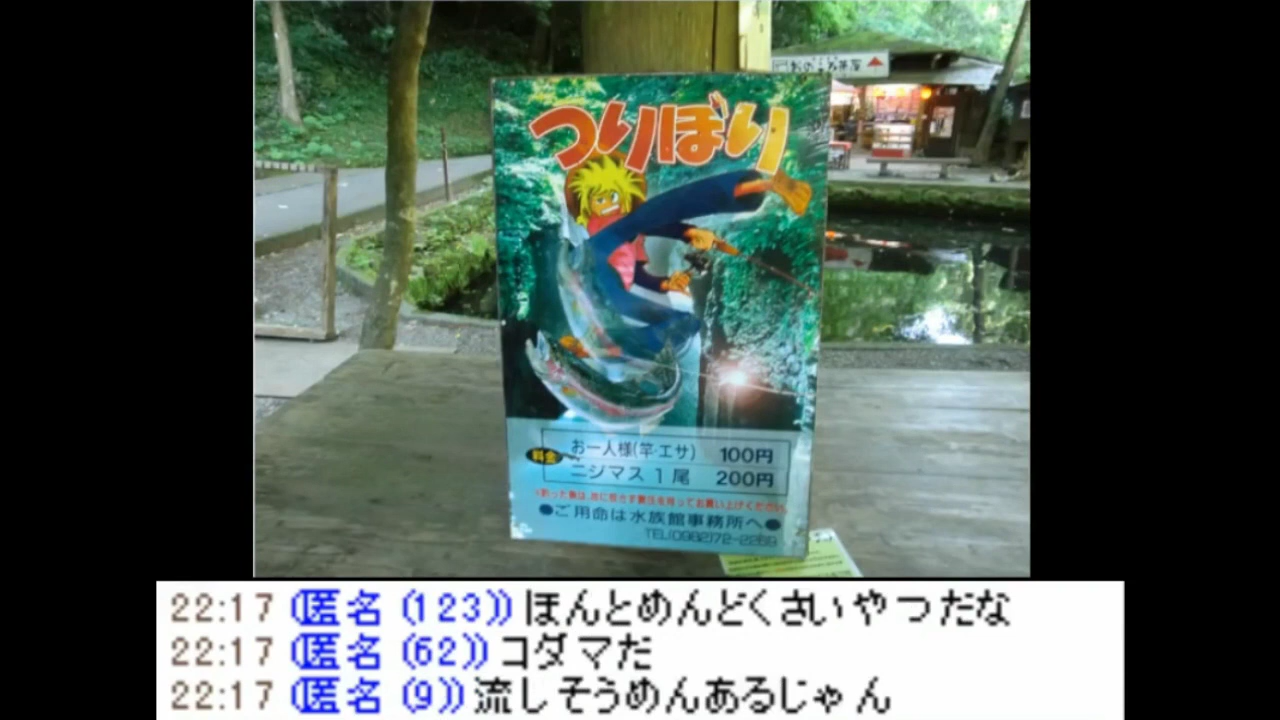 つりぼり
料金
お一人様(竿・エサ) 100円
ニジマス 1尾 200円
●ご用命は水族館事務所へ●
TEL(0982)72-2269
22:17 (匿名(123)) ほんとめんどくさいやつだな
22:17 (匿名(62)) コダマだ
22:17 (匿名(9)) 流しそうめんあるじゃん